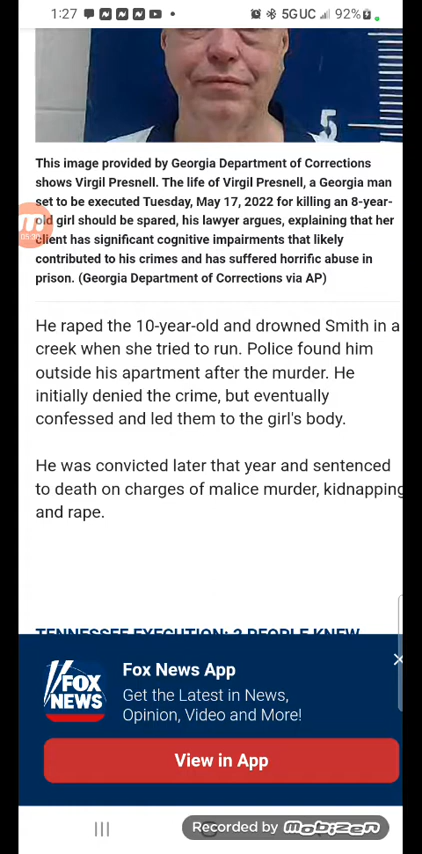 1:27
5GUC
92%
5
This image provided by Georgia Department of Corrections
shows Virgil Presnell. The life of Virgil Presnell, a Georgia man
set to be executed Tuesday, May 17, 2022 for killing an 8-year-
old girl should be spared, his lawyer argues, explaining that her
client has significant cognitive impairments that likely
contributed to his crimes and has suffered horrific abuse in
prison. (Georgia Department of Corrections via AP)
He raped the 10-year-old and drowned Smith in a
creek when she tried to run. Police found him
outside his apartment after the murder. He
initially denied the crime, but eventually
confessed and led them to the girl's body.
He was convicted later that year and sentenced
to death on charges of malice murder, kidnapping
and rape.
TENNESSEE EXECUTION: 2 PEOPLE KNEW
FOX
NEWS
Fox News App
Get the Latest in News,
Opinion, Video and More!
View in App
Recorded by mobizen